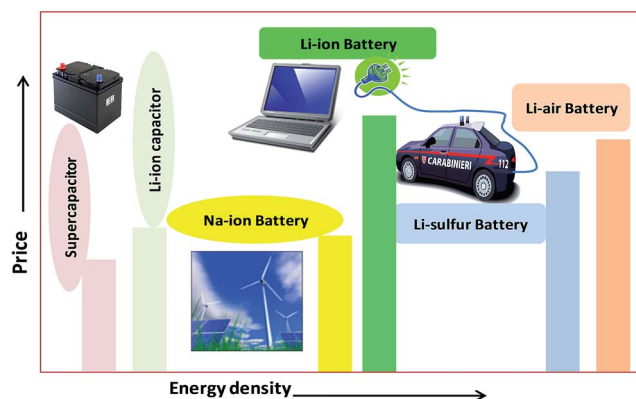 Li-ion Battery
Li-ion capacitor
Li-air Battery
CARABINIERI
112
Supercapacitor
Na-ion Battery
Li-sulfur Battery
Price
Energy density